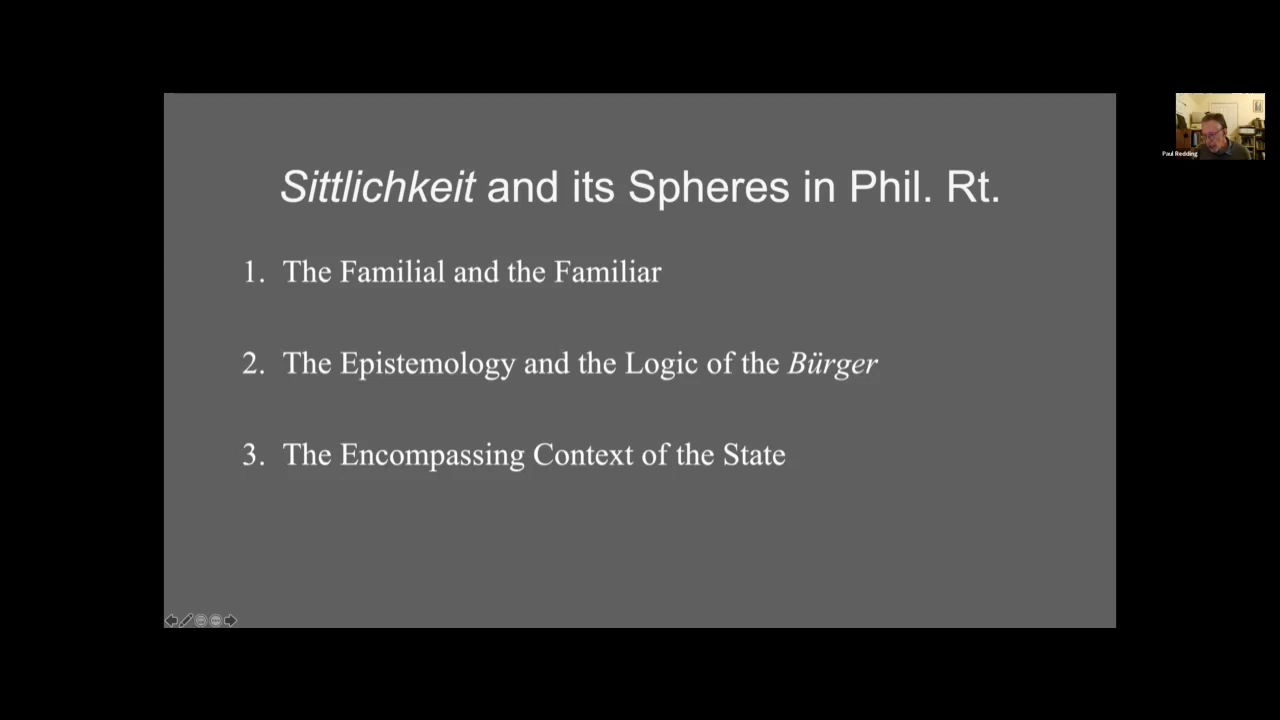 Sittlichkeit and its Spheres in Phil. Rt.
1. The Familial and the Familiar
2. The Epistemology and the Logic of the Bürger
3. The Encompassing Context of the State
Paul Redding